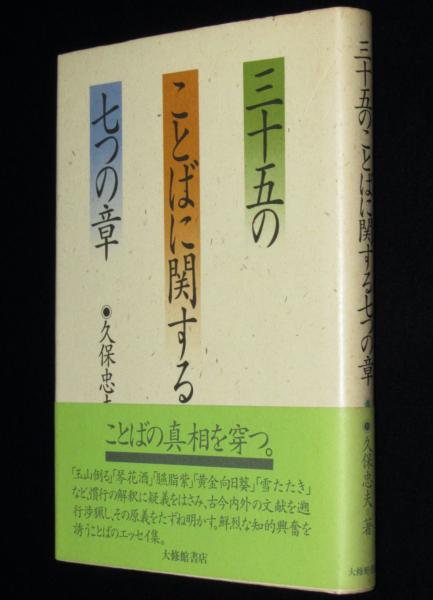 三十五の
ことばに関する
七つの章
●久保忠夫
ことばの真相を穿つ。
「玉山倒る」「琴花酒」「臙脂紫」「黄金向日葵」「雪たたき」
など、慣行の解釈に疑義をはさみ、古今内外の文献を遡
行渉猟し、その原義をたずね明かす。鮮烈な知的興奮を
誘うことばのエッセイ集。
大修館書店
三十五のことばに関する七つの章
●久保忠夫 著
大修館書店